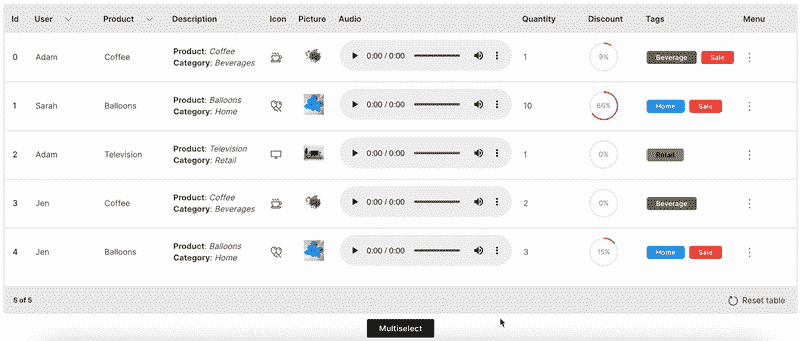 Id User Product Description Icon Picture Audio Quantity Discount Tags Menu
0 Adam Coffee Product: Coffee 0:00 / 0:00 1 9% Beverage Sale
Category: Beverages
1 Sarah Balloons Product: Balloons 0:00 / 0:00 10 66% Home Sale
Category: Home
2 Adam Television Product: Television 0:00 / 0:00 1 0% Retail
Category: Retail
3 Jen Coffee Product: Coffee 0:00 / 0:00 2 0% Beverage
Category: Beverages
4 Jen Balloons Product: Balloons 0:00 / 0:00 3 15% Home Sale
Category: Home
5 of 5 Reset table
Multiselect